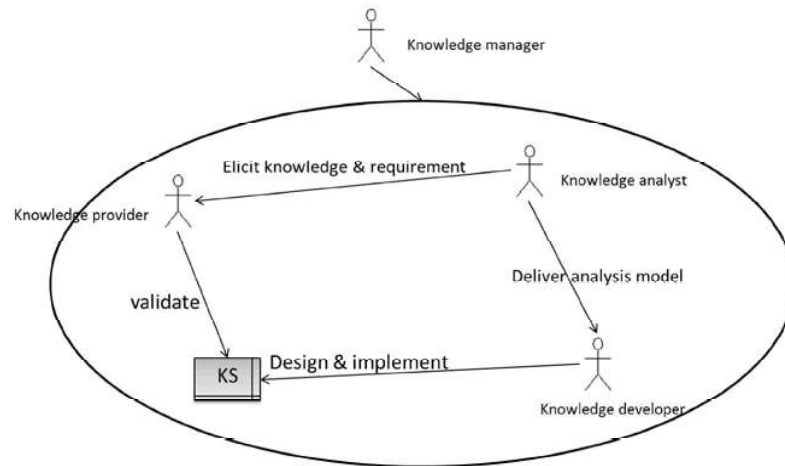 Knowledge manager
Elicit knowledge & requirement
Knowledge analyst
Knowledge provider
Deliver analysis model
validate
Design & implement
KS
Knowledge developer